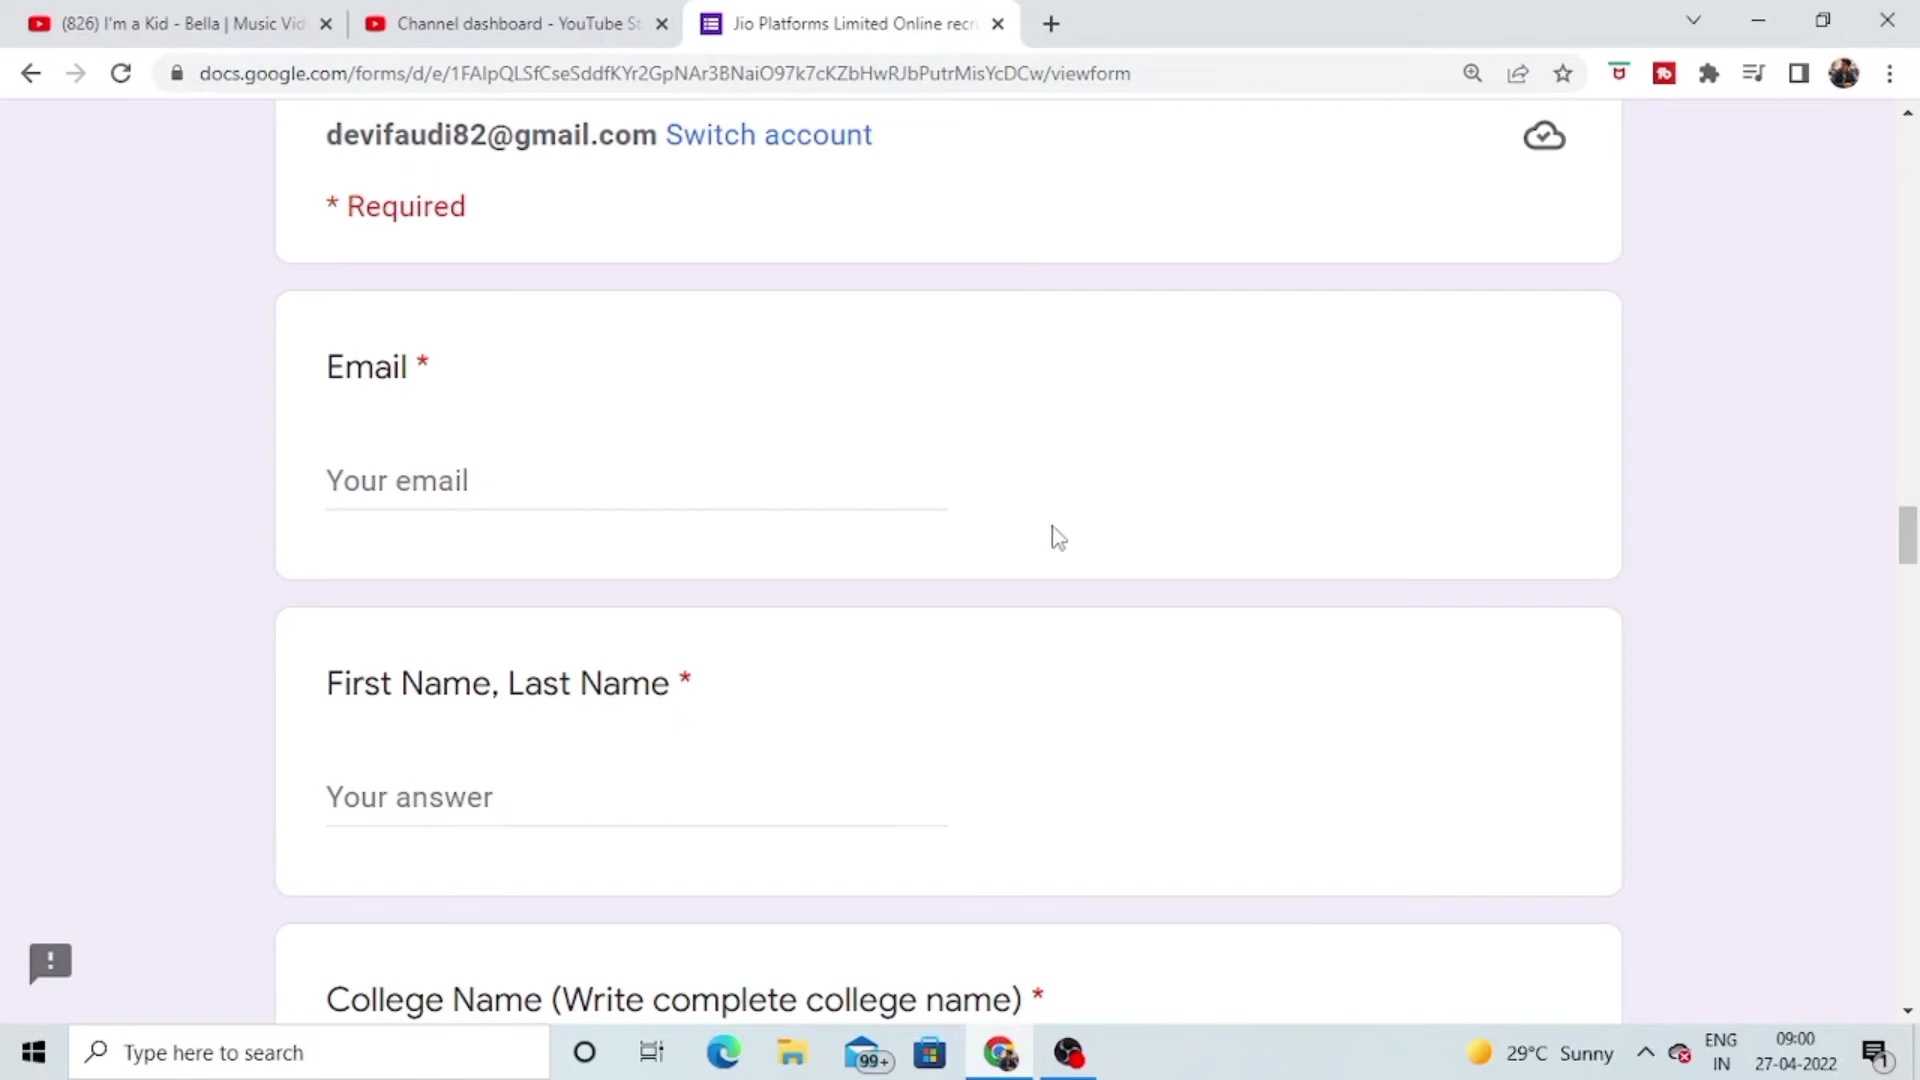 (826) I'm a Kid - Bella | Music Vid
Channel dashboard - YouTube St
Jio Platforms Limited Online recr
docs.google.com/forms/d/e/1FAIpQLSfCseSddfKYr2GpNAr3BNaiO97k7cKZbHwRJbPutrMisYcDCw/viewform
devifaudi82@gmail.com Switch account
* Required
Email *
Your email
First Name, Last Name *
Your answer
College Name (Write complete college name) *
Type here to search
99+
29°C Sunny
ENG
IN
09:00
27-04-2022
1